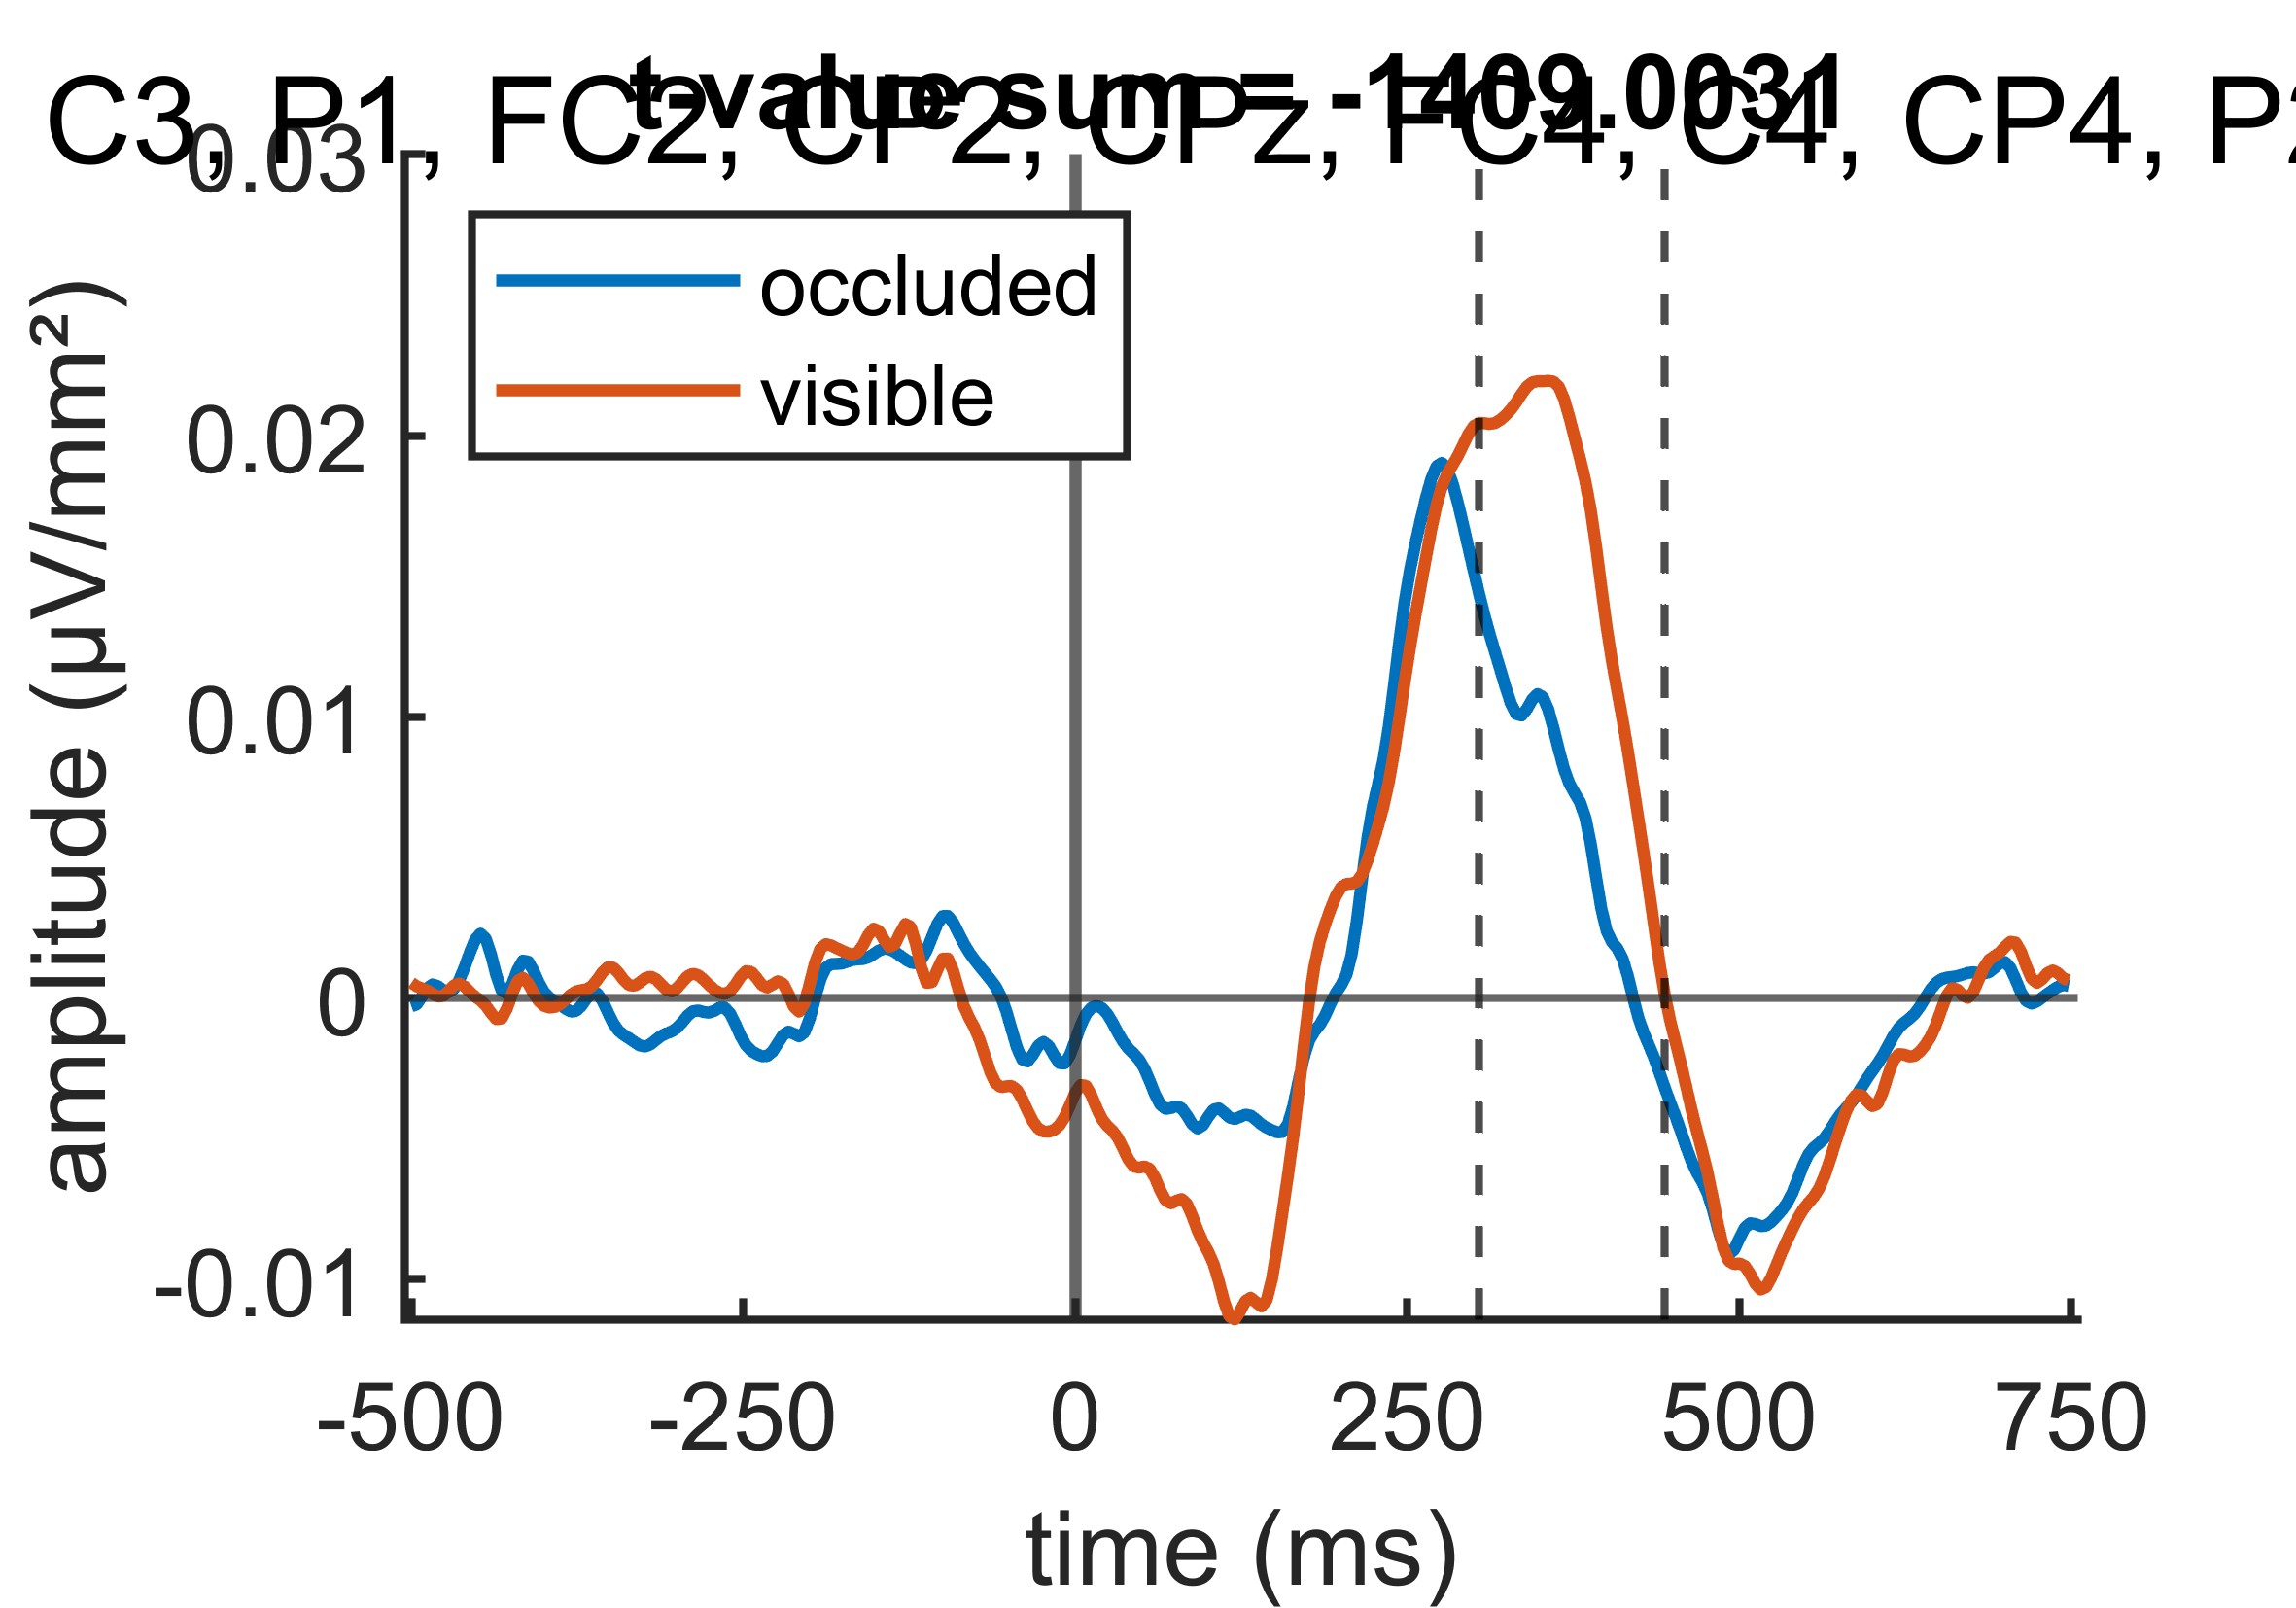 t-value sum = -1409.0031
C3, P1, FC2, CP2, CPz, FC4, C4, CP4, P2
0.03
occluded
visible
0.02
0.01
0
-0.01
amplitude (µV//mm²)
-500 -250 0 250 500 750
time (ms)